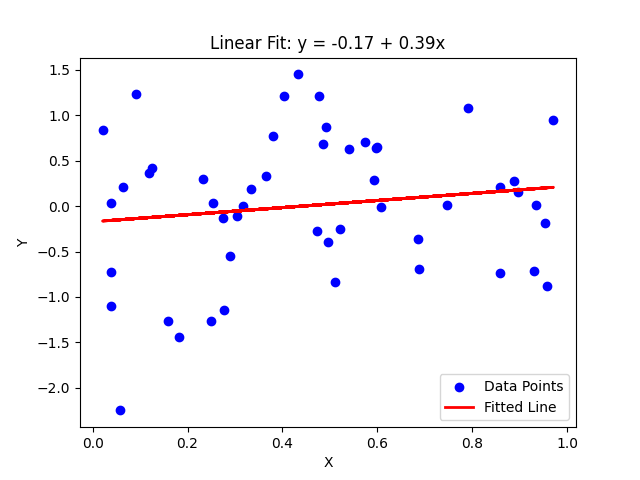 Linear Fit: y = -0.17 + 0.39x
1.5
1.0
0.5
0.0
−0.5
−1.0
−1.5
−2.0
Y
0.0 0.2 0.4 0.6 0.8 1.0
X
Data Points
Fitted Line